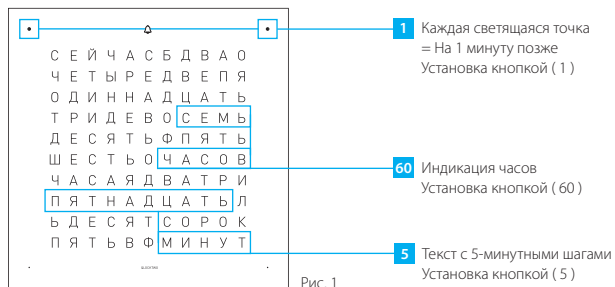 1 Каждая светящаяся точка
= На 1 минуту позже
Установка кнопкой ( 1 )
С Е Й Ч А С Б Д В А О
Ч Е Т Ы Р Е Д В Е П Я
О Д И Н Н А Д Ц А Т Ь
Т Р И Д Е В О С Е М Ь
Д Е С Я Т Ь Ф П Я Т Ь
Ш Е С Т Ь О Ч А С О В
Ч А С А Я Д В А Т Р И
П Я Т Н А Д Ц А Т Ь Л
Ь Д Е С Я Т С О Р О К
П Я Т Ь В Ф М И Н У Т
60 Индикация часов
Установка кнопкой ( 60 )
5 Текст с 5-минутными шагами
Установка кнопкой ( 5 )
Рис. 1